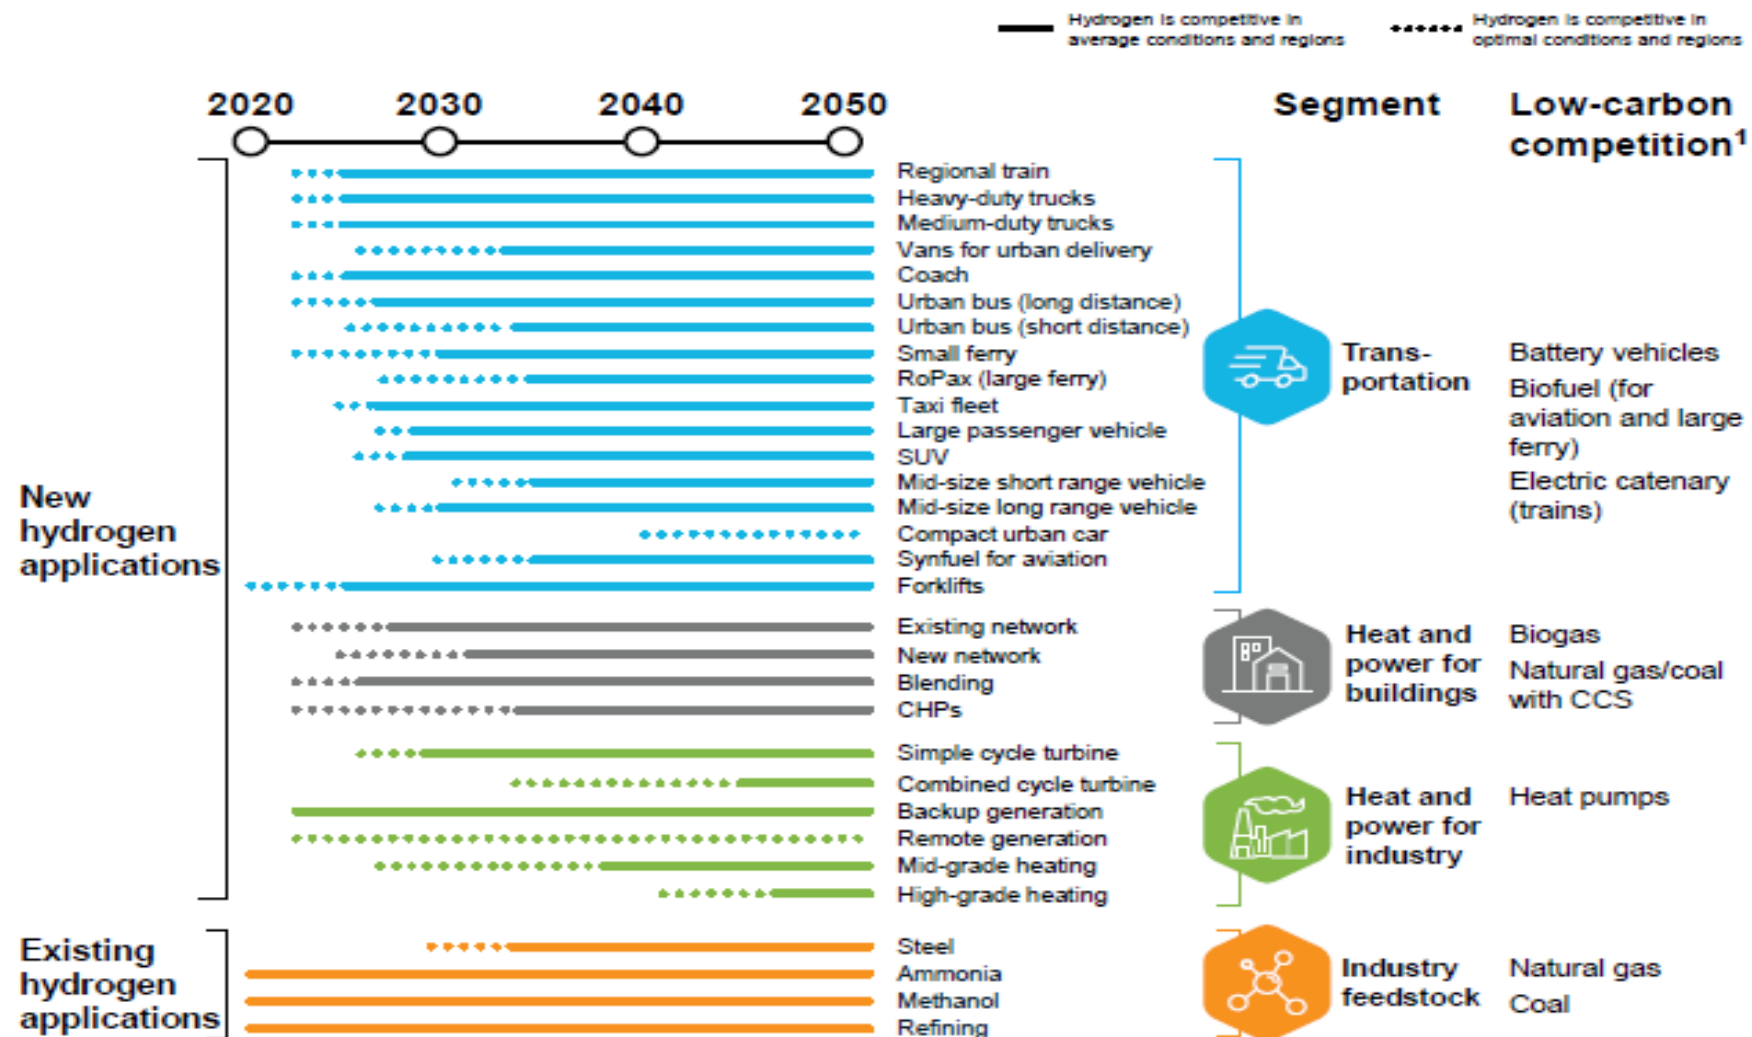 Hydrogen is competitive in
average conditions and regions
Hydrogen is competitive in
optimal conditions and regions
2020 2030 2040 2050
Segment
Low-carbon
competition1
New
hydrogen
applications
Regional train
Heavy-duty trucks
Medium-duty trucks
Vans for urban delivery
Coach
Urban bus (long distance)
Urban bus (short distance)
Small ferry
RoPax (large ferry)
Taxi fleet
Large passenger vehicle
SUV
Mid-size short range vehicle
Mid-size long range vehicle
Compact urban car
Synfuel for aviation
Forklifts
Trans-
portation
Battery vehicles
Biofuel (for
aviation and large
ferry)
Electric catenary
(trains)
Existing network
New network
Blending
CHPs
Heat and
power for
buildings
Biogas
Natural gas/coal
with CCS
Simple cycle turbine
Combined cycle turbine
Backup generation
Remote generation
Mid-grade heating
High-grade heating
Heat and
power for
industry
Heat pumps
Existing
hydrogen
applications
Steel
Ammonia
Methanol
Refining
Industry
feedstock
Natural gas
Coal